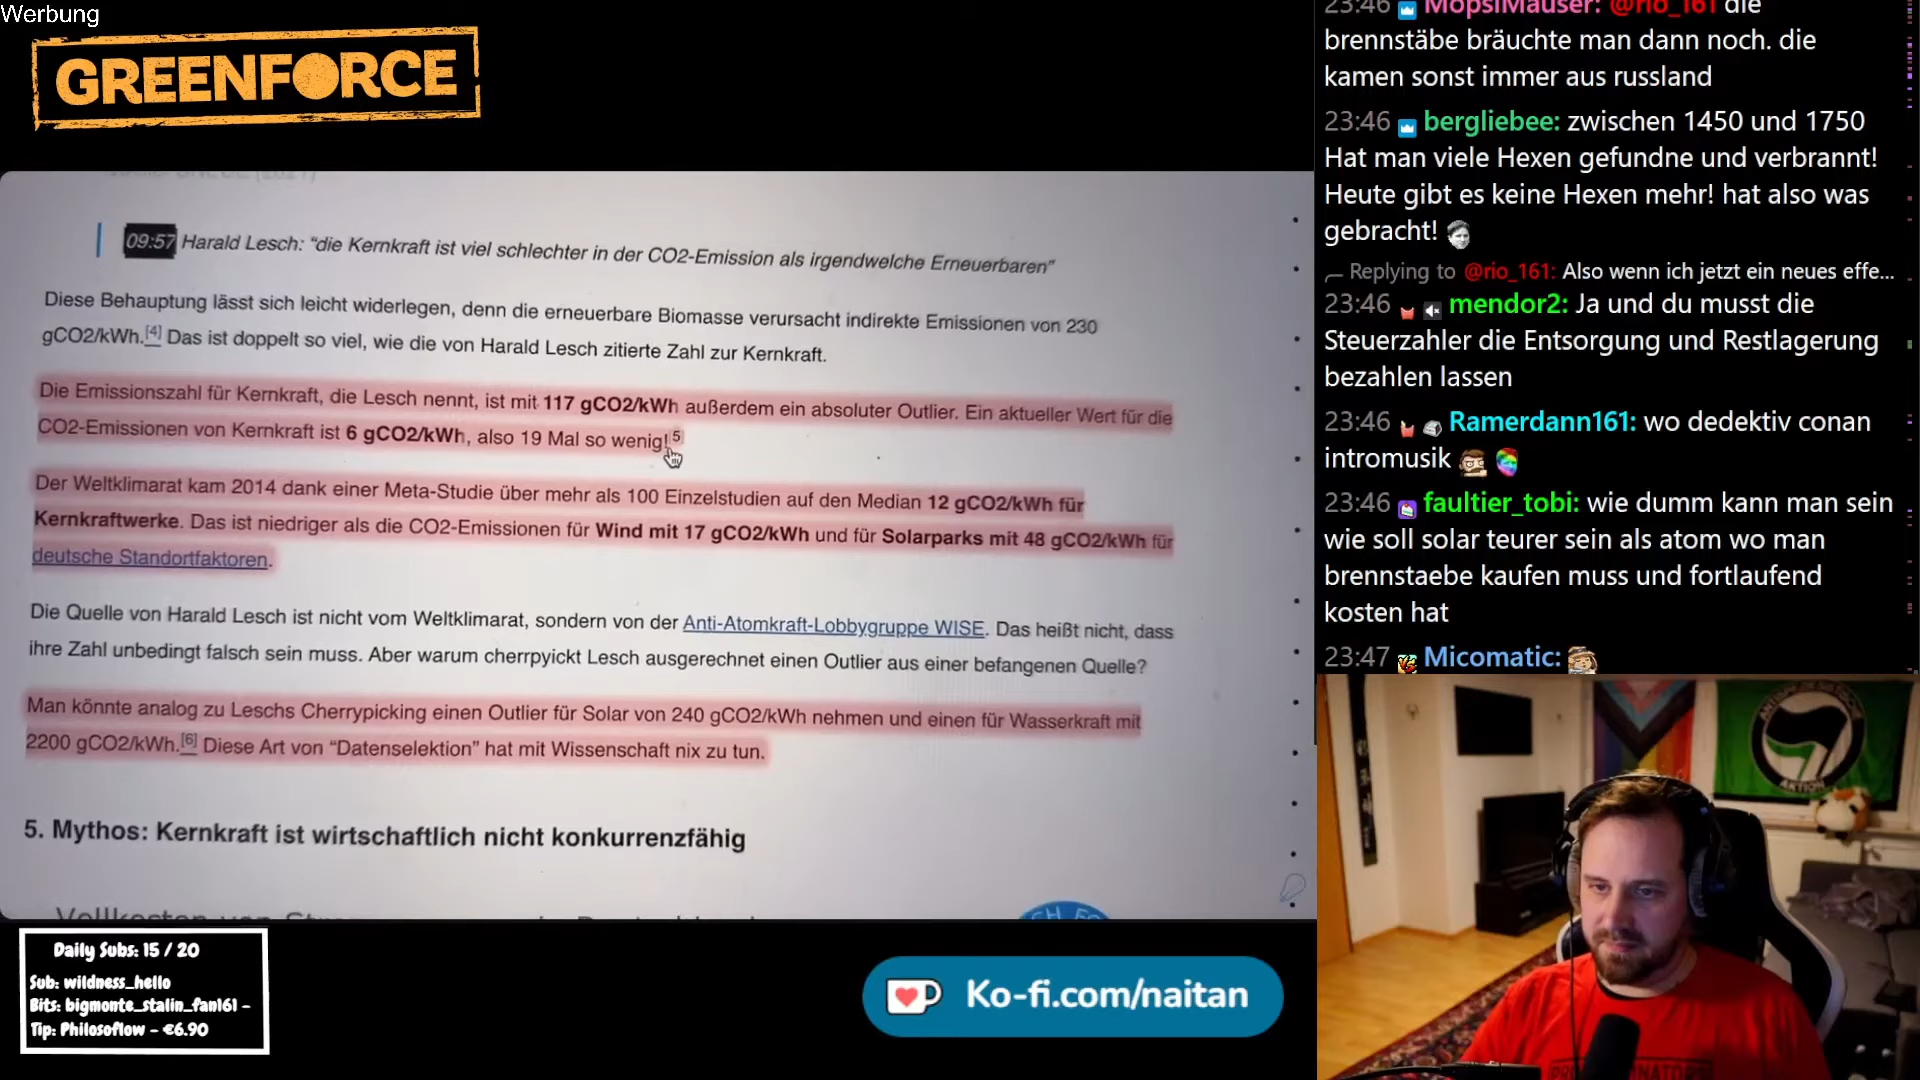 Werbung
GREENFORCE
09:57 Harald Lesch: “die Kernkraft ist viel schlechter in der CO2-Emission als irgendwelche Erneuerbaren”
Diese Behauptung lässt sich leicht widerlegen, denn die erneuerbare Biomasse verursacht indirekte Emissionen von 230
gCO2/kWh.[4] Das ist doppelt so viel, wie die von Harald Lesch zitierte Zahl zur Kernkraft.
Die Emissionszahl für Kernkraft, die Lesch nennt, ist mit 117 gCO2/kWh außerdem ein absoluter Outlier. Ein aktueller Wert für die
CO2-Emissionen von Kernkraft ist 6 gCO2/kWh, also 19 Mal so wenig! 5
Der Weltklimarat kam 2014 dank einer Meta-Studie über mehr als 100 Einzelstudien auf den Median 12 gCO2/kWh für
Kernkraftwerke. Das ist niedriger als die CO2-Emissionen für Wind mit 17 gCO2/kWh und für Solarparks mit 48 gCO2/kWh für
deutsche Standortfaktoren.
Die Quelle von Harald Lesch ist nicht vom Weltklimarat, sondern von der Anti-Atomkraft-Lobbygruppe WISE. Das heißt nicht, dass
ihre Zahl unbedingt falsch sein muss. Aber warum cherrpyickt Lesch ausgerechnet einen Outlier aus einer befangenen Quelle?
Man könnte analog zu Leschs Cherrypicking einen Outlier für Solar von 240 gCO2/kWh nehmen und einen für Wasserkraft mit
2200 gCO2/kWh.[6] Diese Art von “Datenselektion” hat mit Wissenschaft nix zu tun.
5. Mythos: Kernkraft ist wirtschaftlich nicht konkurrenzfähig
Daily Subs: 15 / 20
Sub: wildness_hello
Bits: bigmonte_stalin_fan161 -
Tip: Philosoflow - €6.90
Ko-fi.com/naitan
23:46 MopsiMauser: @rio_161 die
brennstäbe bräuchte man dann noch. die
kamen sonst immer aus russland
23:46 bergliebee: zwischen 1450 und 1750
Hat man viele Hexen gefundne und verbrannt!
Heute gibt es keine Hexen mehr! hat also was
gebracht!
Replying to @rio_161: Also wenn ich jetzt ein neues effe...
23:46 mendor2: Ja und du musst die
Steuerzahler die Entsorgung und Restlagerung
bezahlen lassen
23:46 Ramerdann161: wo dedektiv conan
intromusik
23:46 faultier_tobi: wie dumm kann man sein
wie soll solar teurer sein als atom wo man
brennstaebe kaufen muss und fortlaufend
kosten hat
23:47 Micomatic:
AKTION